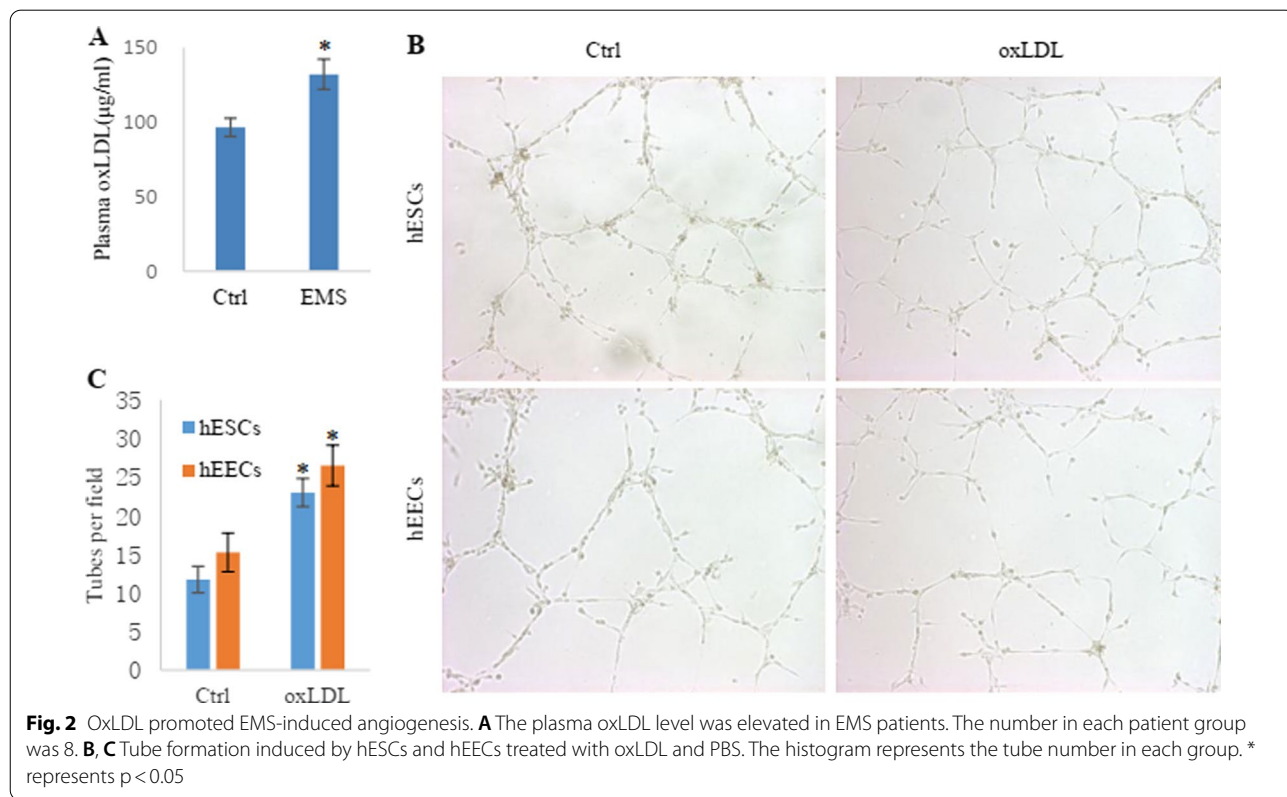 A
150
100
50
0
Plasma oxLDL(μg/ml)
*
Ctrl
EMS
B
Ctrl
oxLDL
hESCs
hEECs
C
35
30
25
20
15
10
5
0
Tubes per field
hESCs
hEECs
*
*
Ctrl
oxLDL
Fig. 2 OxLDL promoted EMS-induced angiogenesis. A The plasma oxLDL level was elevated in EMS patients. The number in each patient group
was 8. B, C Tube formation induced by hESCs and hEECs treated with oxLDL and PBS. The histogram represents the tube number in each group. *
represents p < 0.05